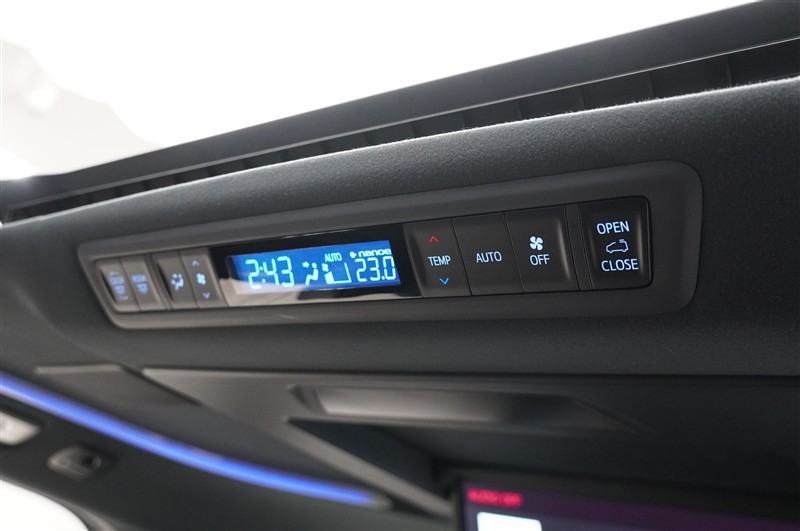 2:43
AUTO
nanoe
23.0
TEMP
AUTO
OFF
OPEN
CLOSE